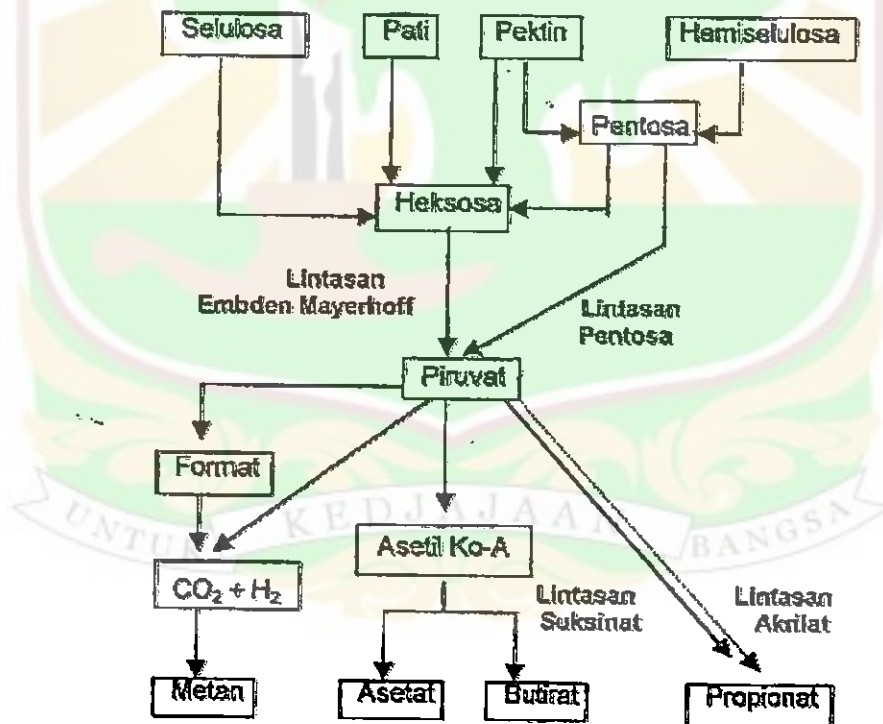 Selulosa
Pati
Pektin
Hemiselulosa
Pentosa
Heksosa
Lintasan
Embden Mayerhoff
Lintasan
Pentosa
Piruvat
Format
UNTUK KEDJAJAAN BANGSA
Asetil Ko-A
CO₂ + H₂
Lintasan
Suksinat
Lintasan
Akrilat
Metan
Asetat
Butirat
Propionat